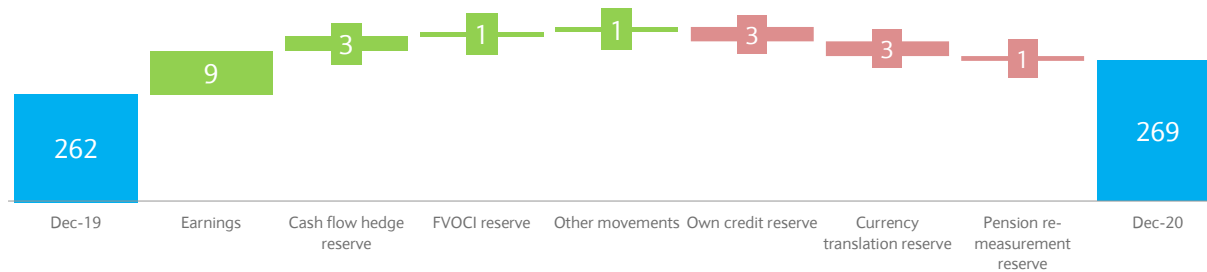 262
9
3
1
1
3
3
1
269
Dec-19
Earnings
Cash flow hedge
reserve
FVOCI reserve
Other movements
Own credit reserve
Currency
translation reserve
Pension re-
measurement
reserve
Dec-20